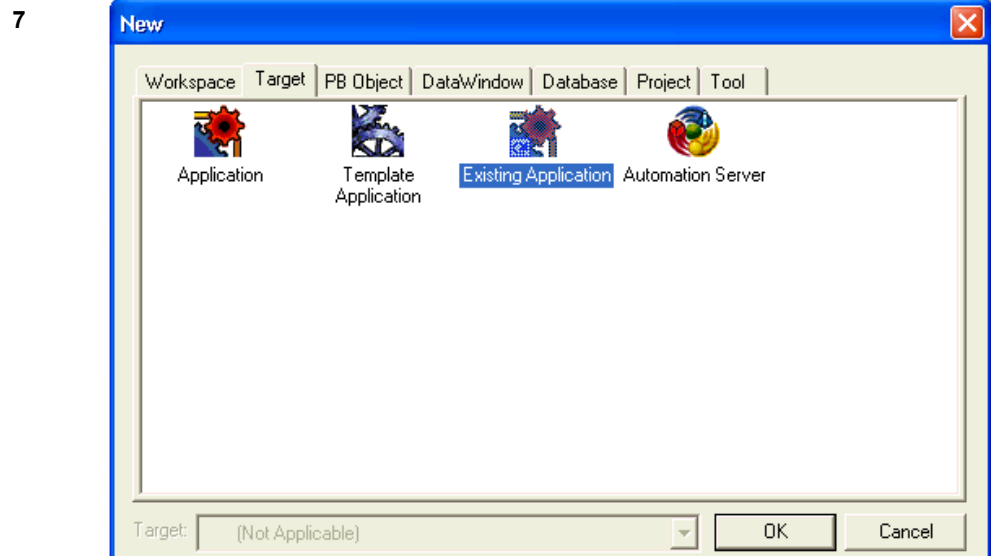 7
New
Workspace Target PB Object DataWindow Database Project Tool
Application Template Application Existing Application Automation Server
Target: (Not Applicable) OK Cancel